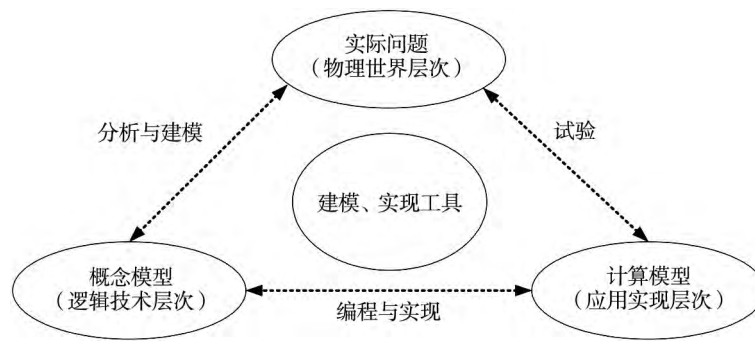 实际问题
（物理世界层次）
分析与建模
试验
建模、实现工具
概念模型
（逻辑技术层次）
计算模型
（应用实现层次）
编程与实现